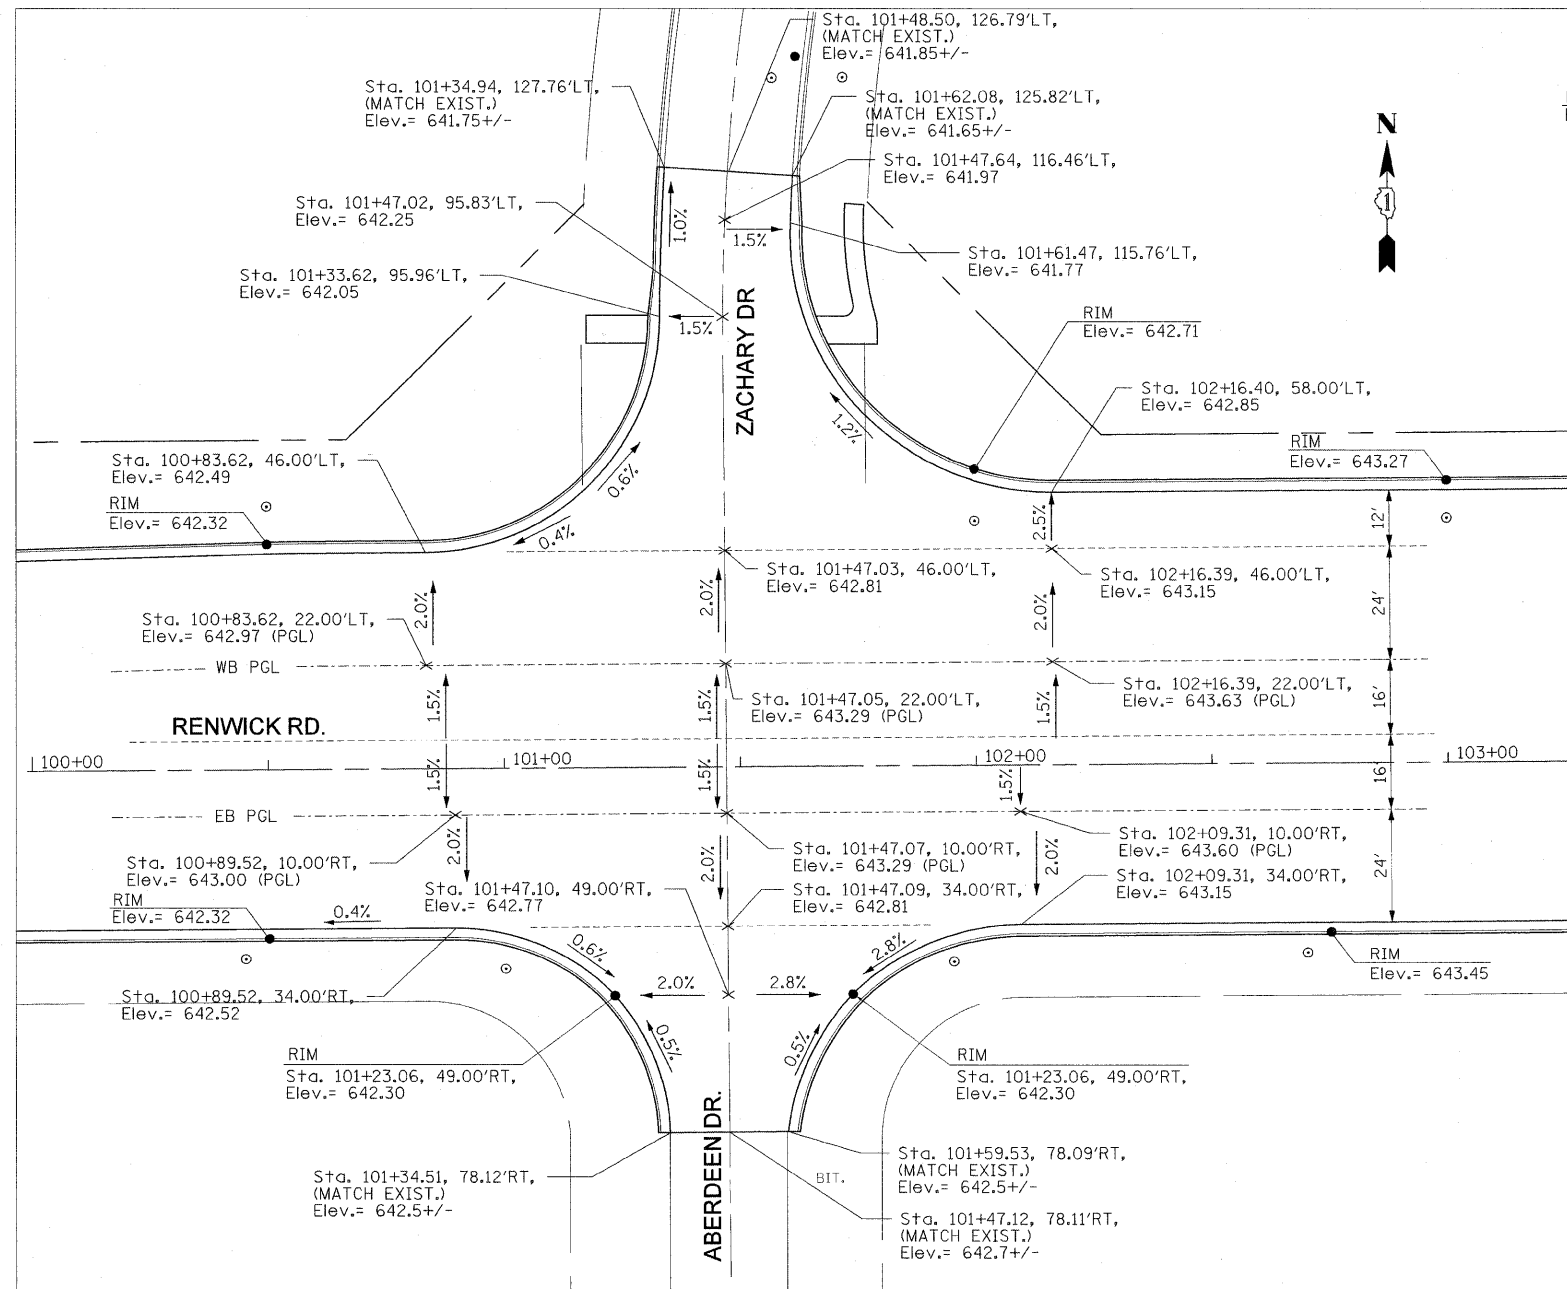 Sta. 101+48.50, 126.79'LT,
(MATCH EXIST.)
Elev.= 641.85+/-
Sta. 101+34.94, 127.76'LT,
(MATCH EXIST.)
Elev.= 641.75+/-
Sta. 101+62.08, 125.82'LT,
(MATCH EXIST.)
Elev.= 641.65+/-
N
1
Sta. 101+47.64, 116.46'LT,
Elev.= 641.97
Sta. 101+47.02, 95.83'LT,
Elev.= 642.25
1.0%
1.5%
Sta. 101+61.47, 115.76'LT,
Elev.= 641.77
Sta. 101+33.62, 95.96'LT,
Elev.= 642.05
1.5%
ZACHARY DR
RIM
Elev.= 642.71
Sta. 102+16.40, 58.00'LT,
Elev.= 642.85
1.2%
RIM
Elev.= 643.27
Sta. 100+83.62, 46.00'LT,
Elev.= 642.49
0.6%
RIM
Elev.= 642.32
0.4%
2.5%
12'
Sta. 101+47.03, 46.00'LT,
Elev.= 642.81
Sta. 102+16.39, 46.00'LT,
Elev.= 643.15
2.0%
2.0%
2.0%
24'
Sta. 100+83.62, 22.00'LT,
Elev.= 642.97 (PGL)
WB PGL
Sta. 101+47.05, 22.00'LT,
Elev.= 643.29 (PGL)
Sta. 102+16.39, 22.00'LT,
Elev.= 643.63 (PGL)
1.5%
1.5%
1.5%
16'
RENWICK RD.
100+00
101+00
102+00
103+00
1.5%
1.5%
1.5%
16'
EB PGL
Sta. 100+89.52, 10.00'RT,
Elev.= 643.00 (PGL)
2.0%
2.0%
2.0%
24'
Sta. 101+47.07, 10.00'RT,
Elev.= 643.29 (PGL)
Sta. 102+09.31, 10.00'RT,
Elev.= 643.60 (PGL)
Sta. 101+47.10, 49.00'RT,
Elev.= 642.77
Sta. 101+47.09, 34.00'RT,
Elev.= 642.81
Sta. 102+09.31, 34.00'RT,
Elev.= 643.15
RIM
Elev.= 642.32
0.4%
0.6%
2.8%
RIM
Elev.= 643.45
Sta. 100+89.52, 34.00'RT,
Elev.= 642.52
2.0%
2.8%
0.5%
0.5%
RIM
Sta. 101+23.06, 49.00'RT,
Elev.= 642.30
RIM
Sta. 101+23.06, 49.00'RT,
Elev.= 642.30
ABERDEEN DR.
Sta. 101+34.51, 78.12'RT,
(MATCH EXIST.)
Elev.= 642.5+/-
BIT.
Sta. 101+59.53, 78.09'RT,
(MATCH EXIST.)
Elev.= 642.5+/-
Sta. 101+47.12, 78.11'RT,
(MATCH EXIST.)
Elev.= 642.7+/-